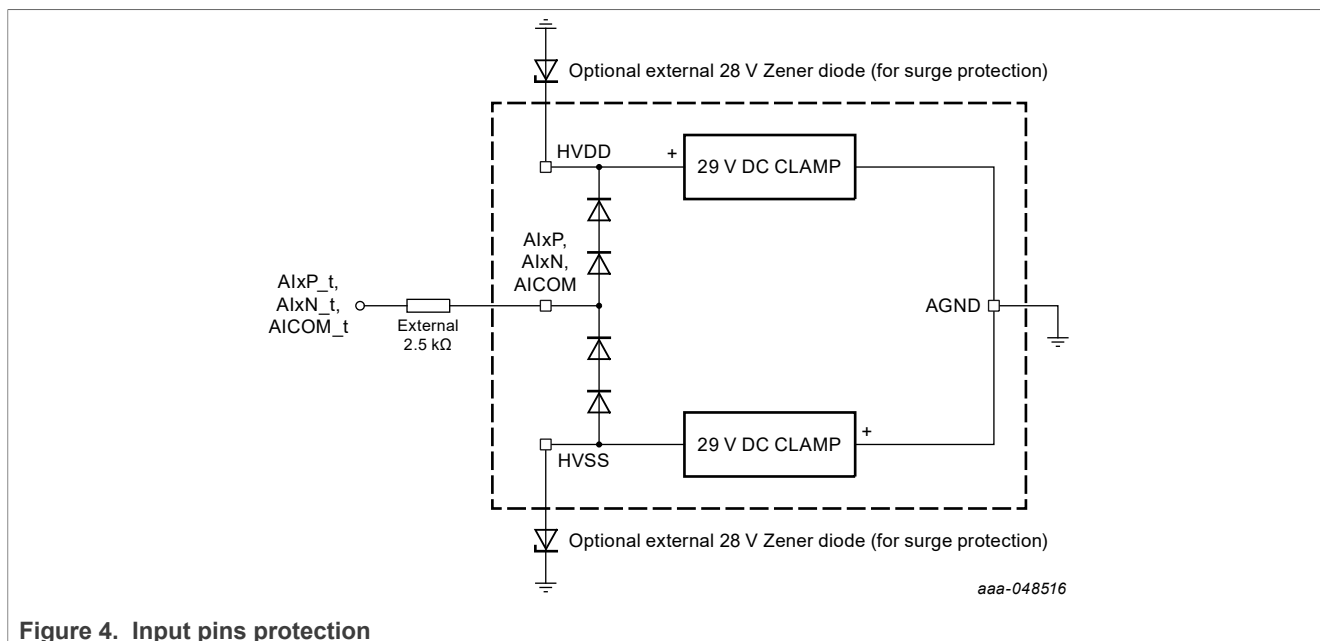 Optional external 28 V Zener diode (for surge protection)
HVDD
+
29 V DC CLAMP
AIxP,
AIxN,
AICOM
AIxP_t,
AIxN_t,
AICOM_t
External
2.5 kΩ
AGND
29 V DC CLAMP
+
HVSS
Optional external 28 V Zener diode (for surge protection)
aaa-048516
Figure 4. Input pins protection